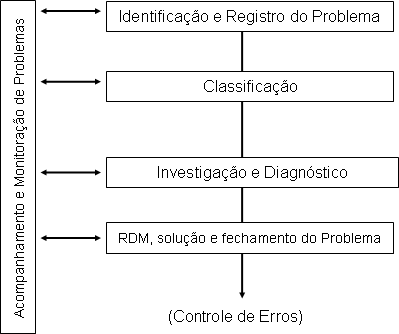 Acompanhamento e Monitoração de Problemas
Identificação e Registro do Problema
Classificação
Investigação e Diagnóstico
RDM, solução e fechamento do Problema
(Controle de Erros)